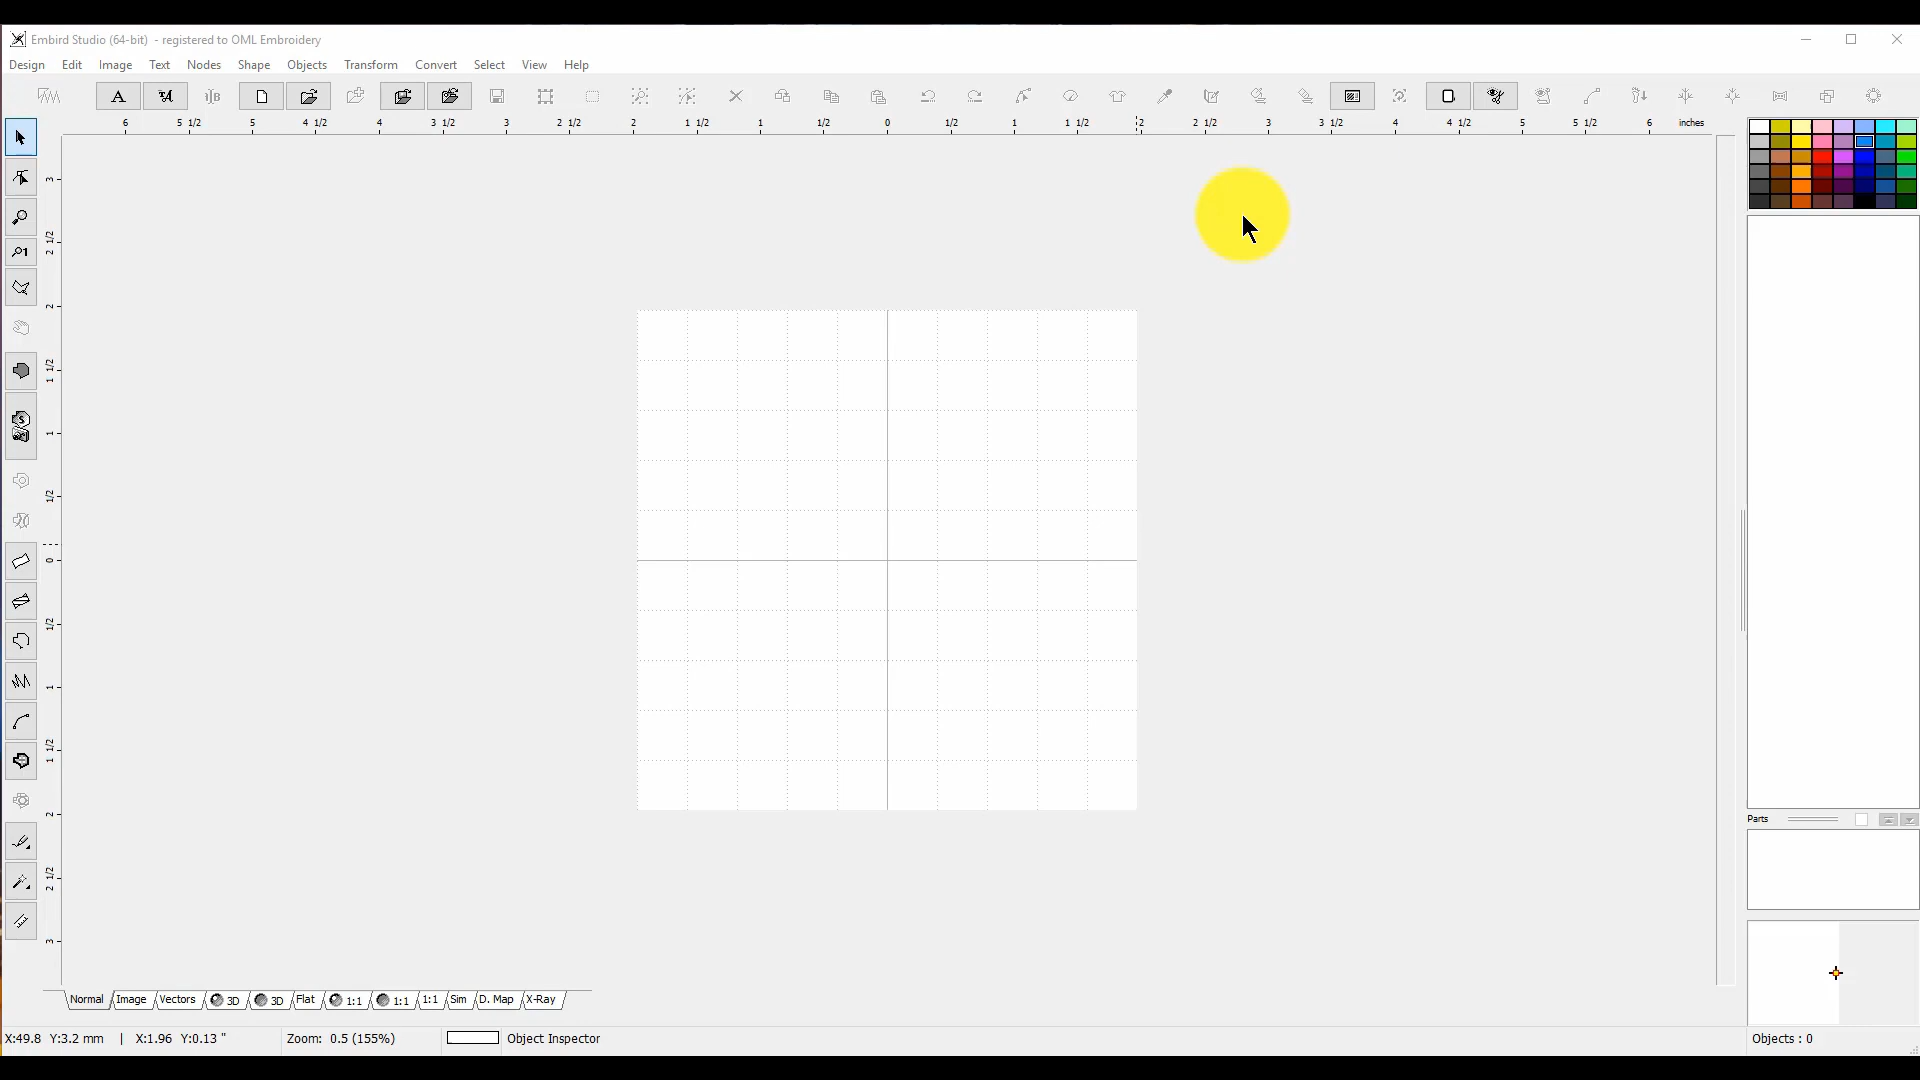 Embird Studio (64-bit) - registered to OML Embroidery
Design Edit Image Text Nodes Shape Objects Transform Convert Select View Help
6 5 1/2 5 4 1/2 4 3 1/2 3 2 1/2 2 1 1/2 1 1/2 0 1/2 1 1 1/2 2 2 1/2 3 3 1/2 4 4 1/2 5 5 1/2 6 inches
3
2 1/2
2
1 1/2
1
1/2
0
1/2
1
1 1/2
2
2 1/2
3
Parts
Normal Image Vectors 3D 3D Flat 1:1 1:1 1:1 Sim D. Map X-Ray
X:49.8 Y:3.2 mm | X:1.96 Y:0.13 " Zoom: 0.5 (155%) Object Inspector Objects : 0